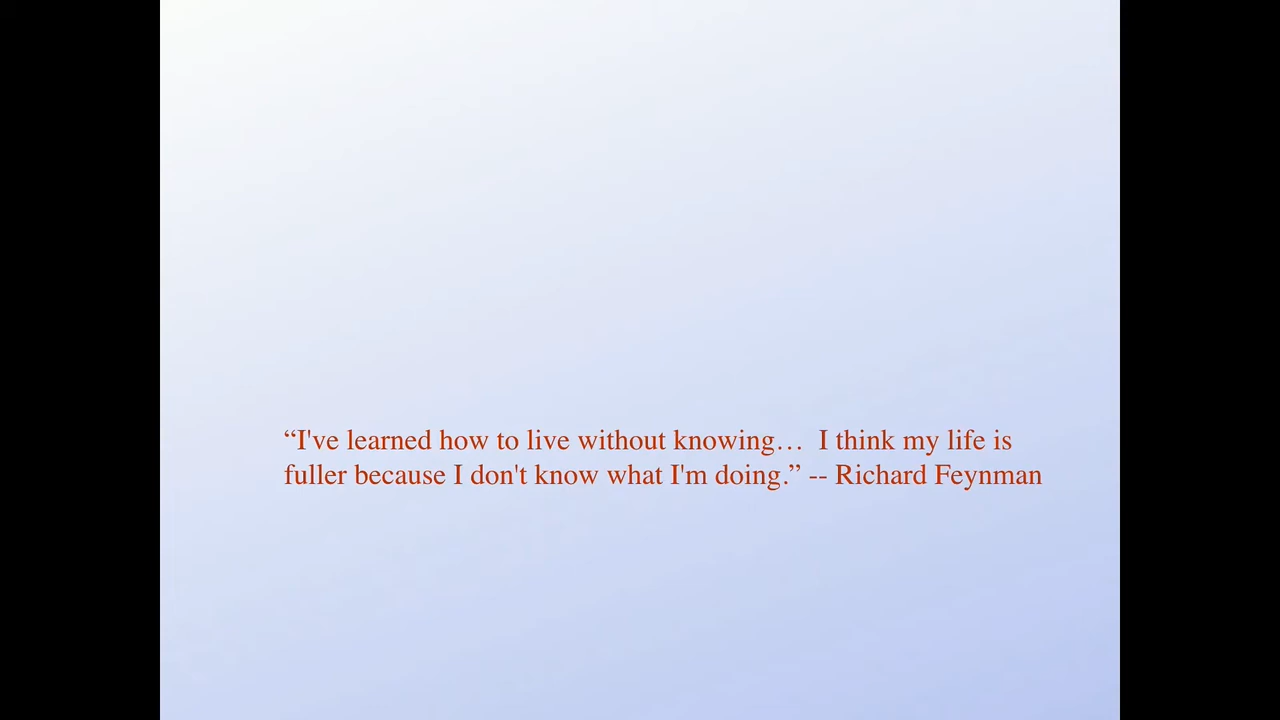 “I've learned how to live without knowing…  I think my life is
fuller because I don't know what I'm doing.” -- Richard Feynman